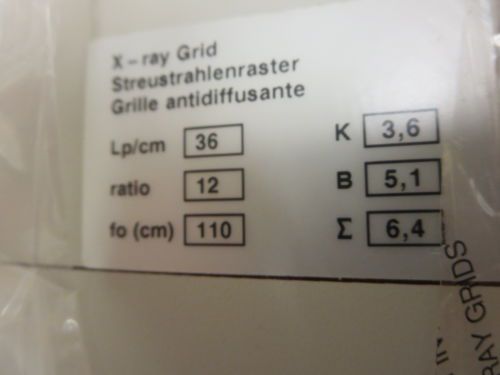 X-ray Grid
Streustrahlenraster
Grille antidiffusante
Lp/cm 36 K 3,6
ratio 12 B 5,1
fo (cm) 110 Σ 6,4
RAY GRIDS
IN